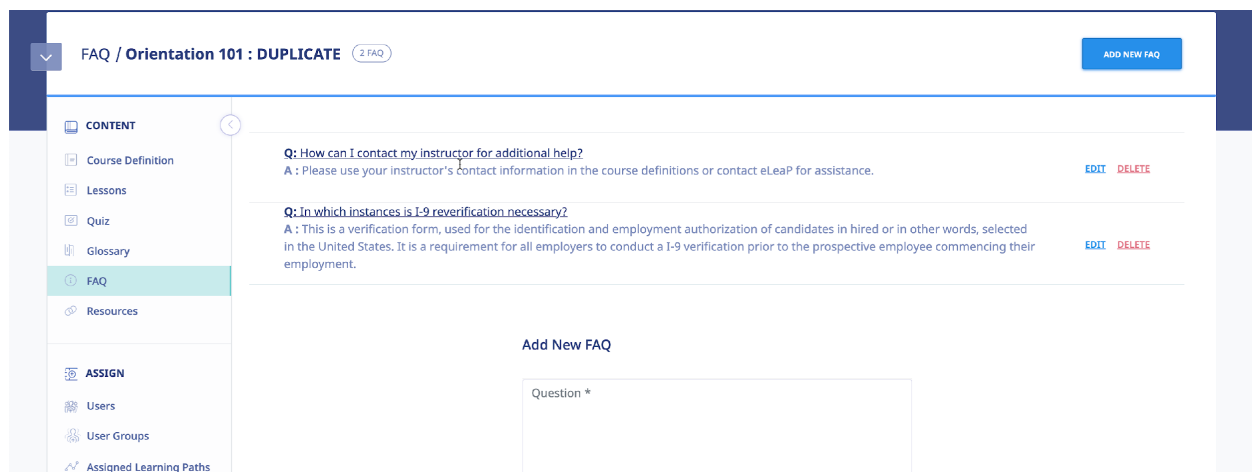 FAQ / Orientation 101 : DUPLICATE 2 FAQ
ADD NEW FAQ
CONTENT
Course Definition
Lessons
Quiz
Glossary
FAQ
Resources
ASSIGN
Users
User Groups
Assigned Learning Paths
Q: How can I contact my instructor for additional help?
A : Please use your instructor's contact information in the course definitions or contact eLeaP for assistance.
EDIT DELETE
Q: In which instances is I-9 reverification necessary?
A : This is a verification form, used for the identification and employment authorization of candidates in hired or in other words, selected
in the United States. It is a requirement for all employers to conduct a I-9 verification prior to the prospective employee commencing their
employment.
EDIT DELETE
Add New FAQ
Question *